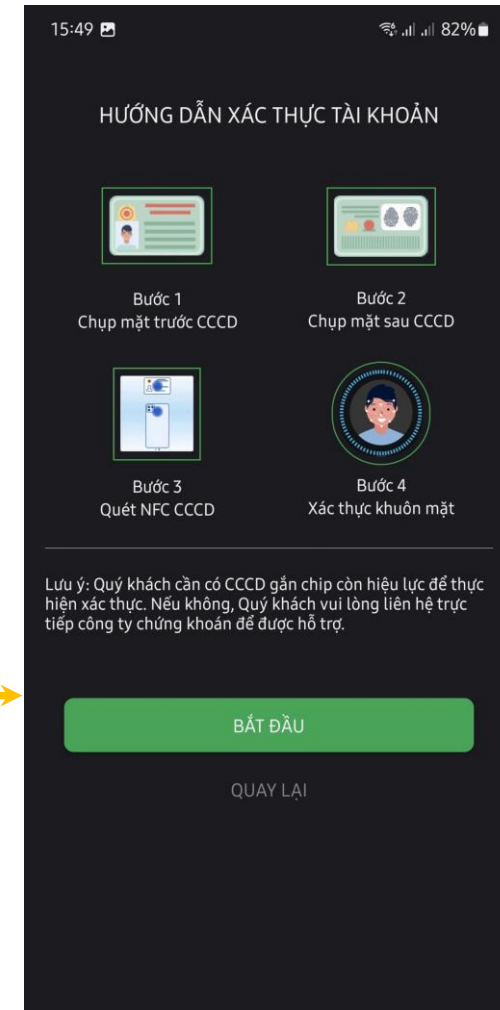 15:49 82%
HƯỚNG DẪN XÁC THỰC TÀI KHOẢN
Bước 1
Chụp mặt trước CCCD
Bước 2
Chụp mặt sau CCCD
Bước 3
Quét NFC CCCD
Bước 4
Xác thực khuôn mặt
Lưu ý: Quý khách cần có CCCD gắn chip còn hiệu lực để thực
hiện xác thực. Nếu không, Quý khách vui lòng liên hệ trực
tiếp công ty chứng khoán để được hỗ trợ.
BẮT ĐẦU
QUAY LẠI